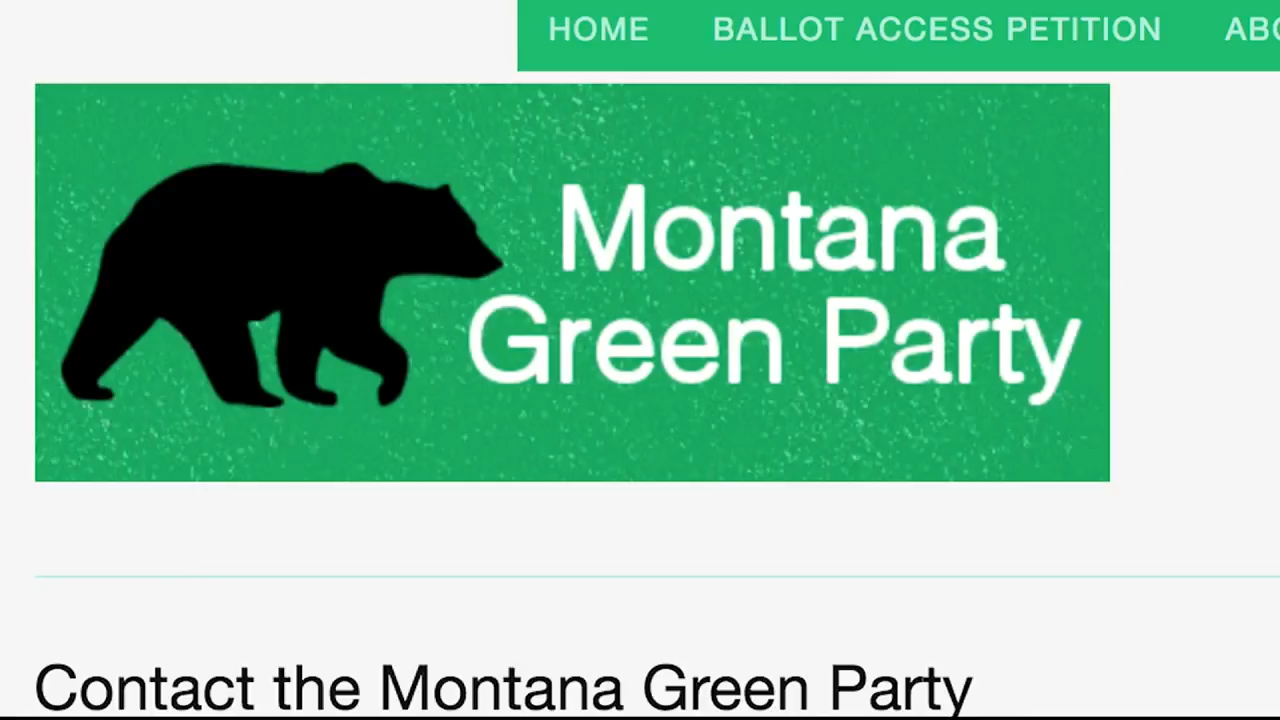 HOME BALLOT ACCESS PETITION
Montana
Green Party
Contact the Montana Green Party